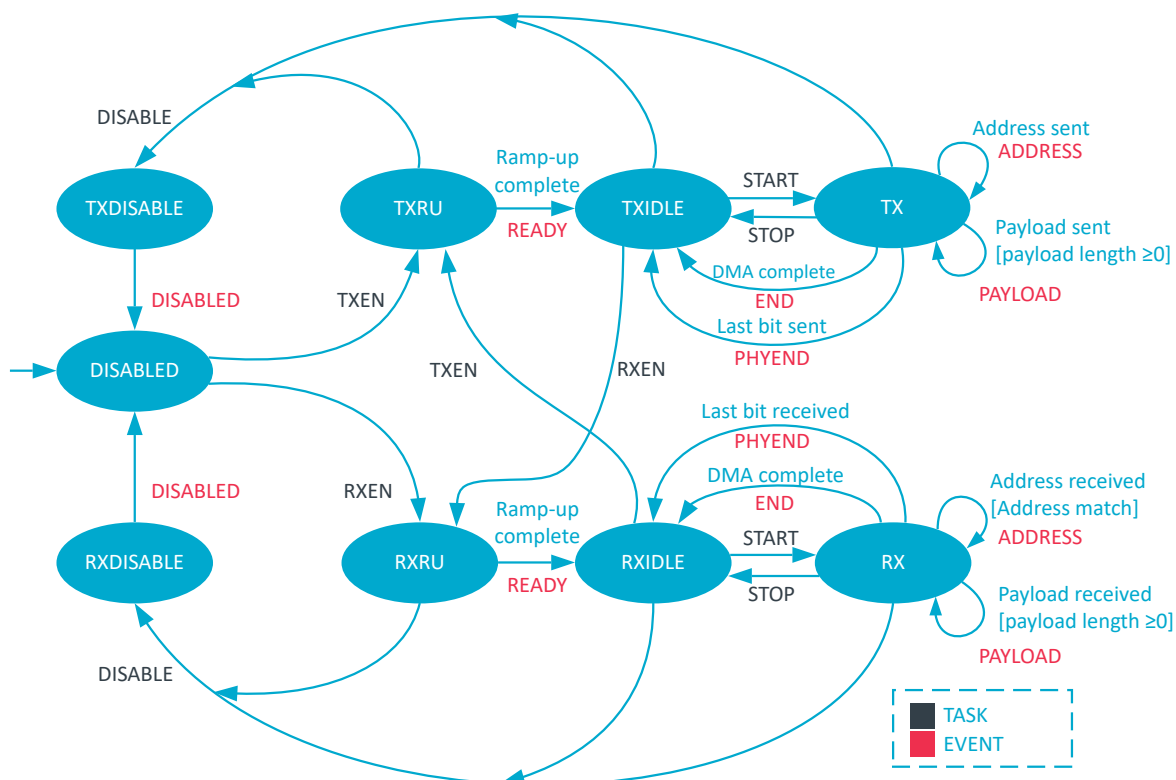 DISABLE
Address sent
ADDRESS
Ramp-up
complete
START
TXDISABLE
TXRU
TXIDLE
TX
READY
STOP
Payload sent
[payload length ≥0]
DMA complete
PAYLOAD
DISABLED
TXEN
END
Last bit sent
PHYEND
DISABLED
TXEN
RXEN
Last bit received
PHYEND
DMA complete
DISABLED
RXEN
END
Address received
[Address match]
Ramp-up
complete
START
ADDRESS
RXDISABLE
RXRU
RXIDLE
RX
READY
STOP
Payload received
[payload length ≥0]
PAYLOAD
DISABLE
TASK
EVENT